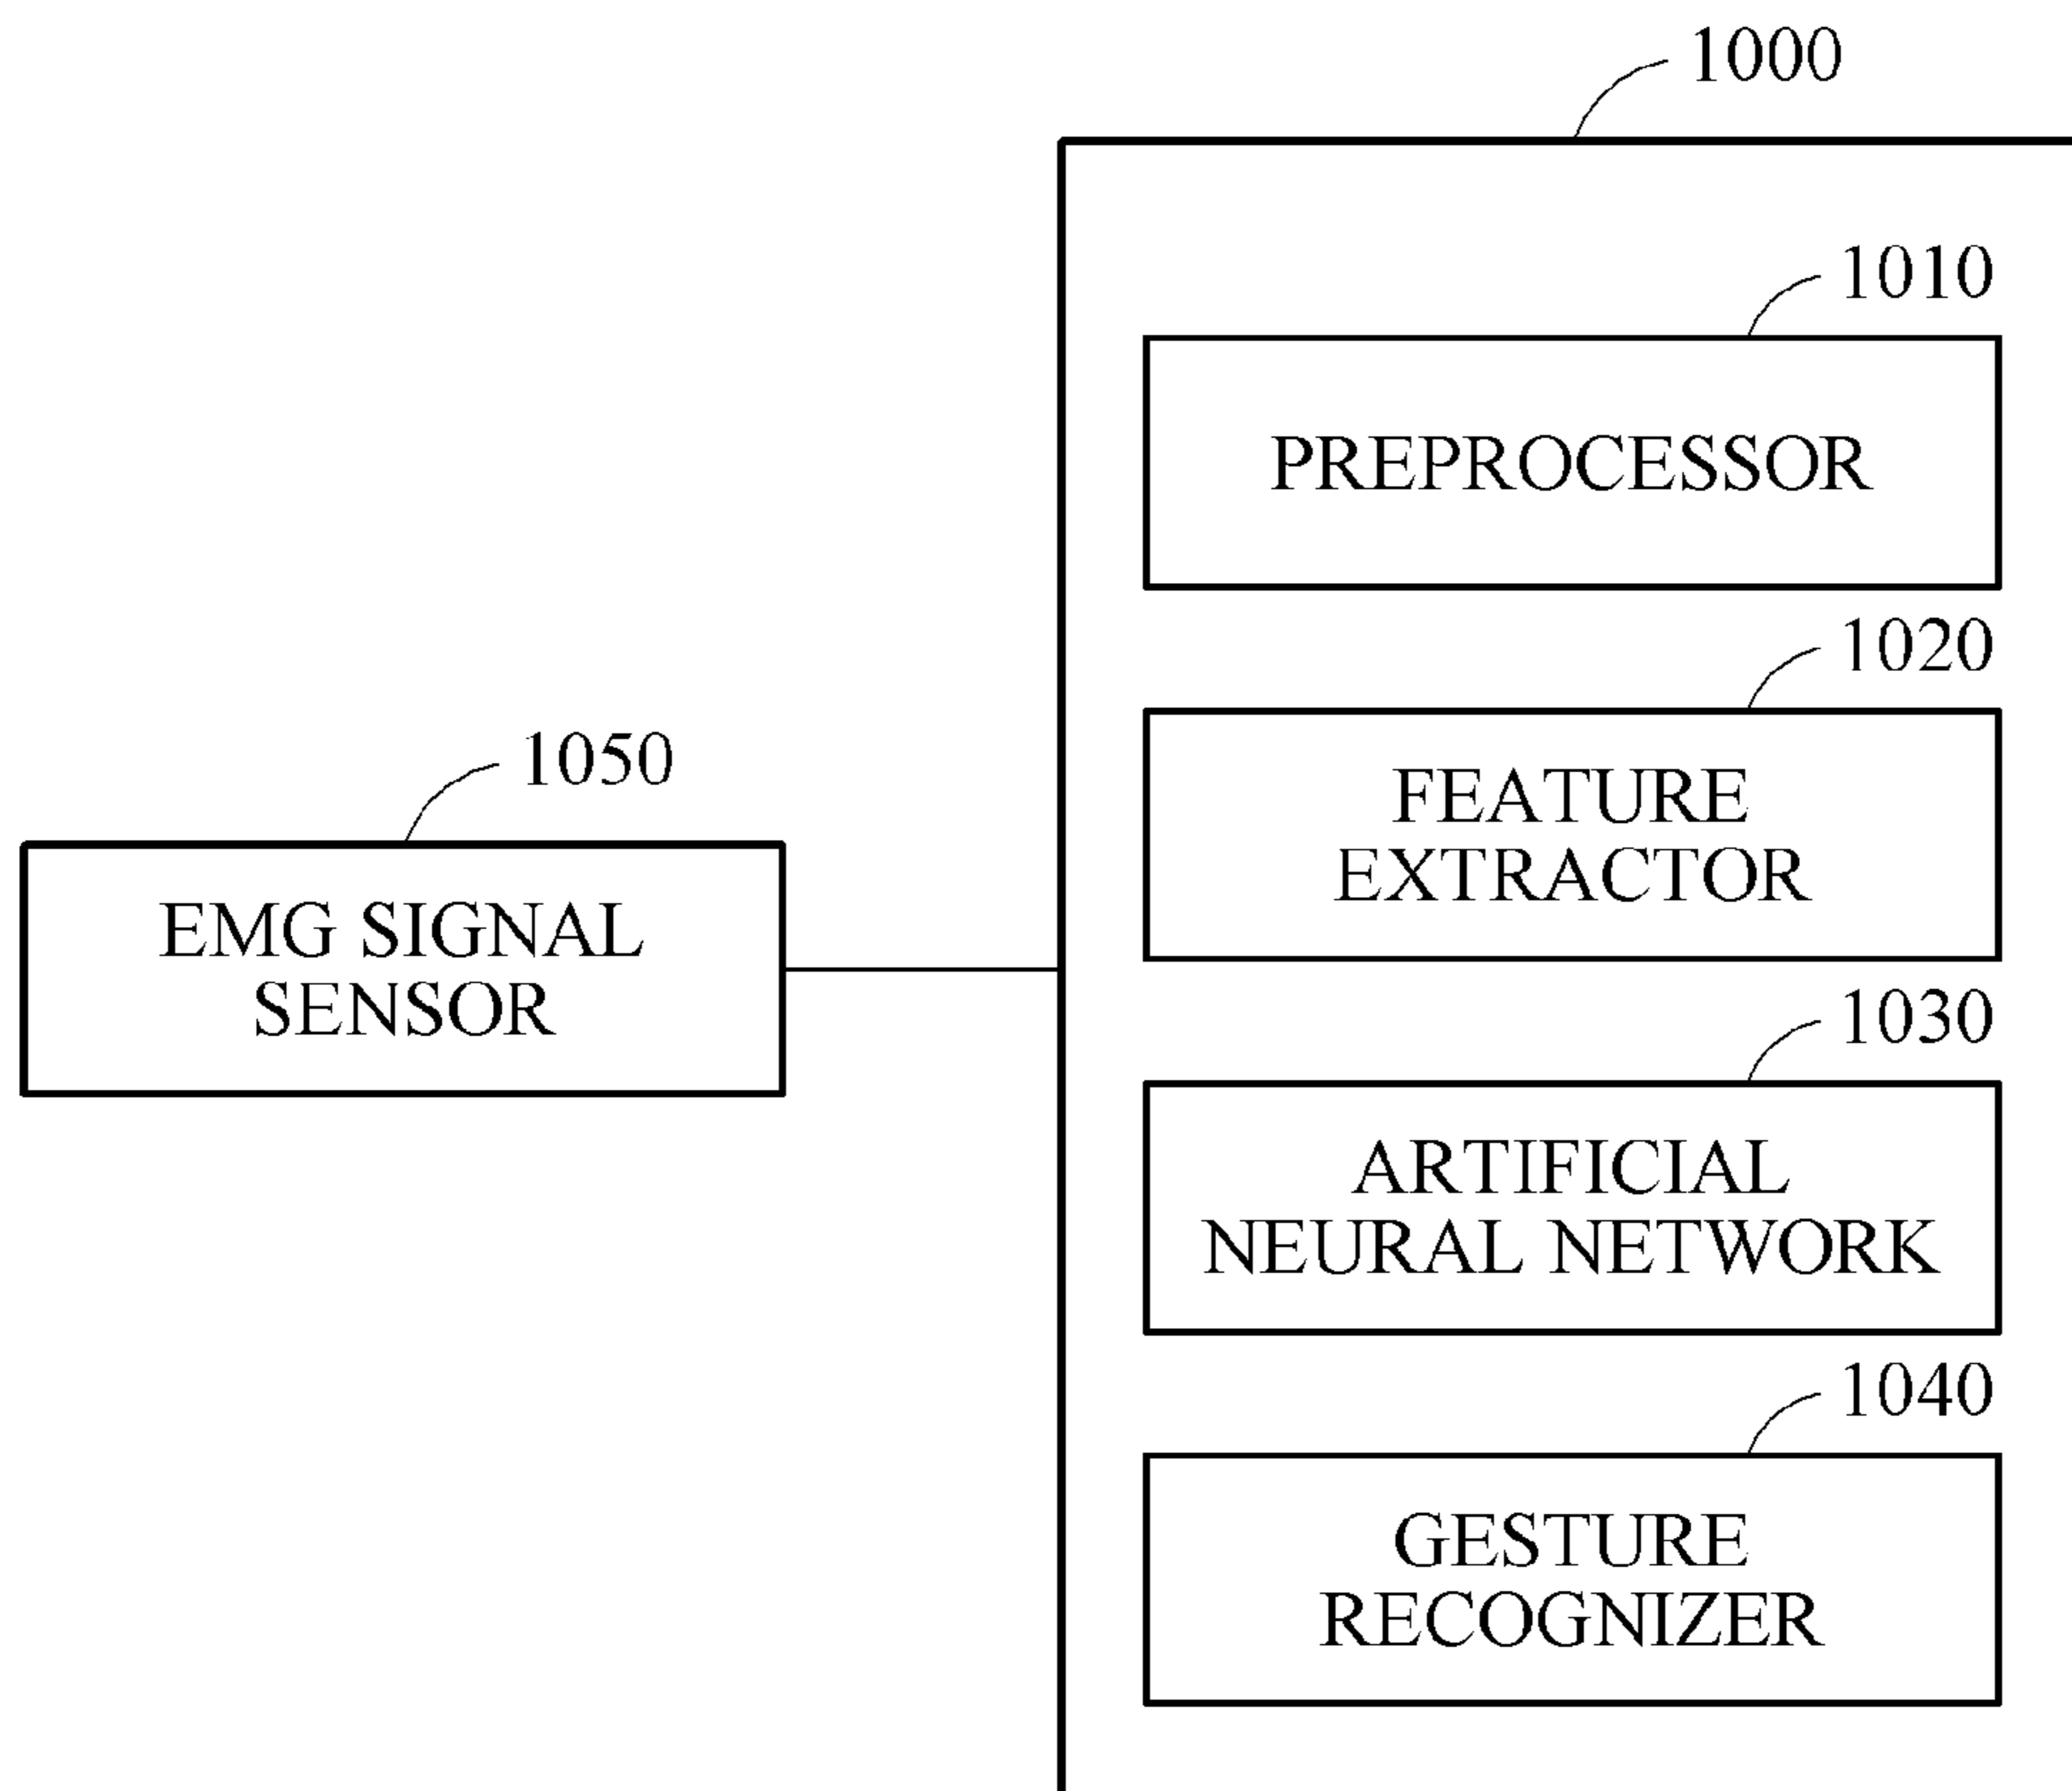 1000
1010
PREPROCESSOR
1020
FEATURE
EXTRACTOR
1050
EMG SIGNAL
SENSOR
1030
ARTIFICIAL
NEURAL NETWORK
1040
GESTURE
RECOGNIZER